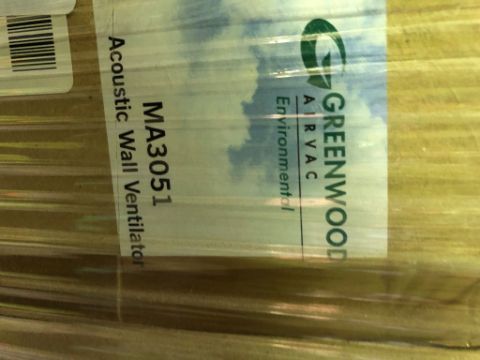 GREENWOOD
AIRVAC
Environmental
MA3051
Acoustic Wall Ventilator